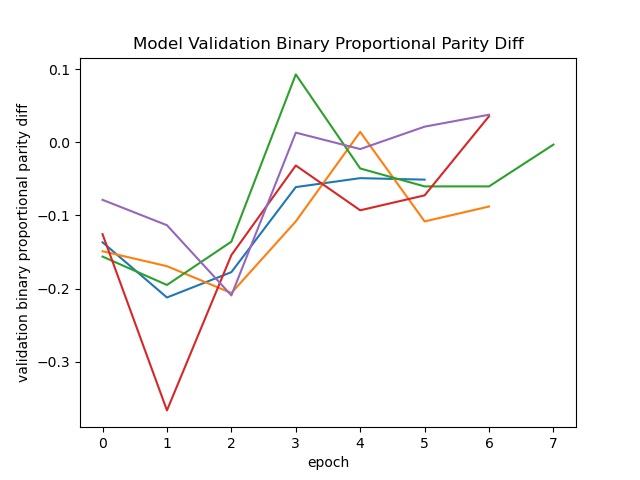 Model Validation Binary Proportional Parity Diff
validation binary proportional parity diff
0.1
0.0
−0.1
−0.2
−0.3
0 1 2 3 4 5 6 7
epoch